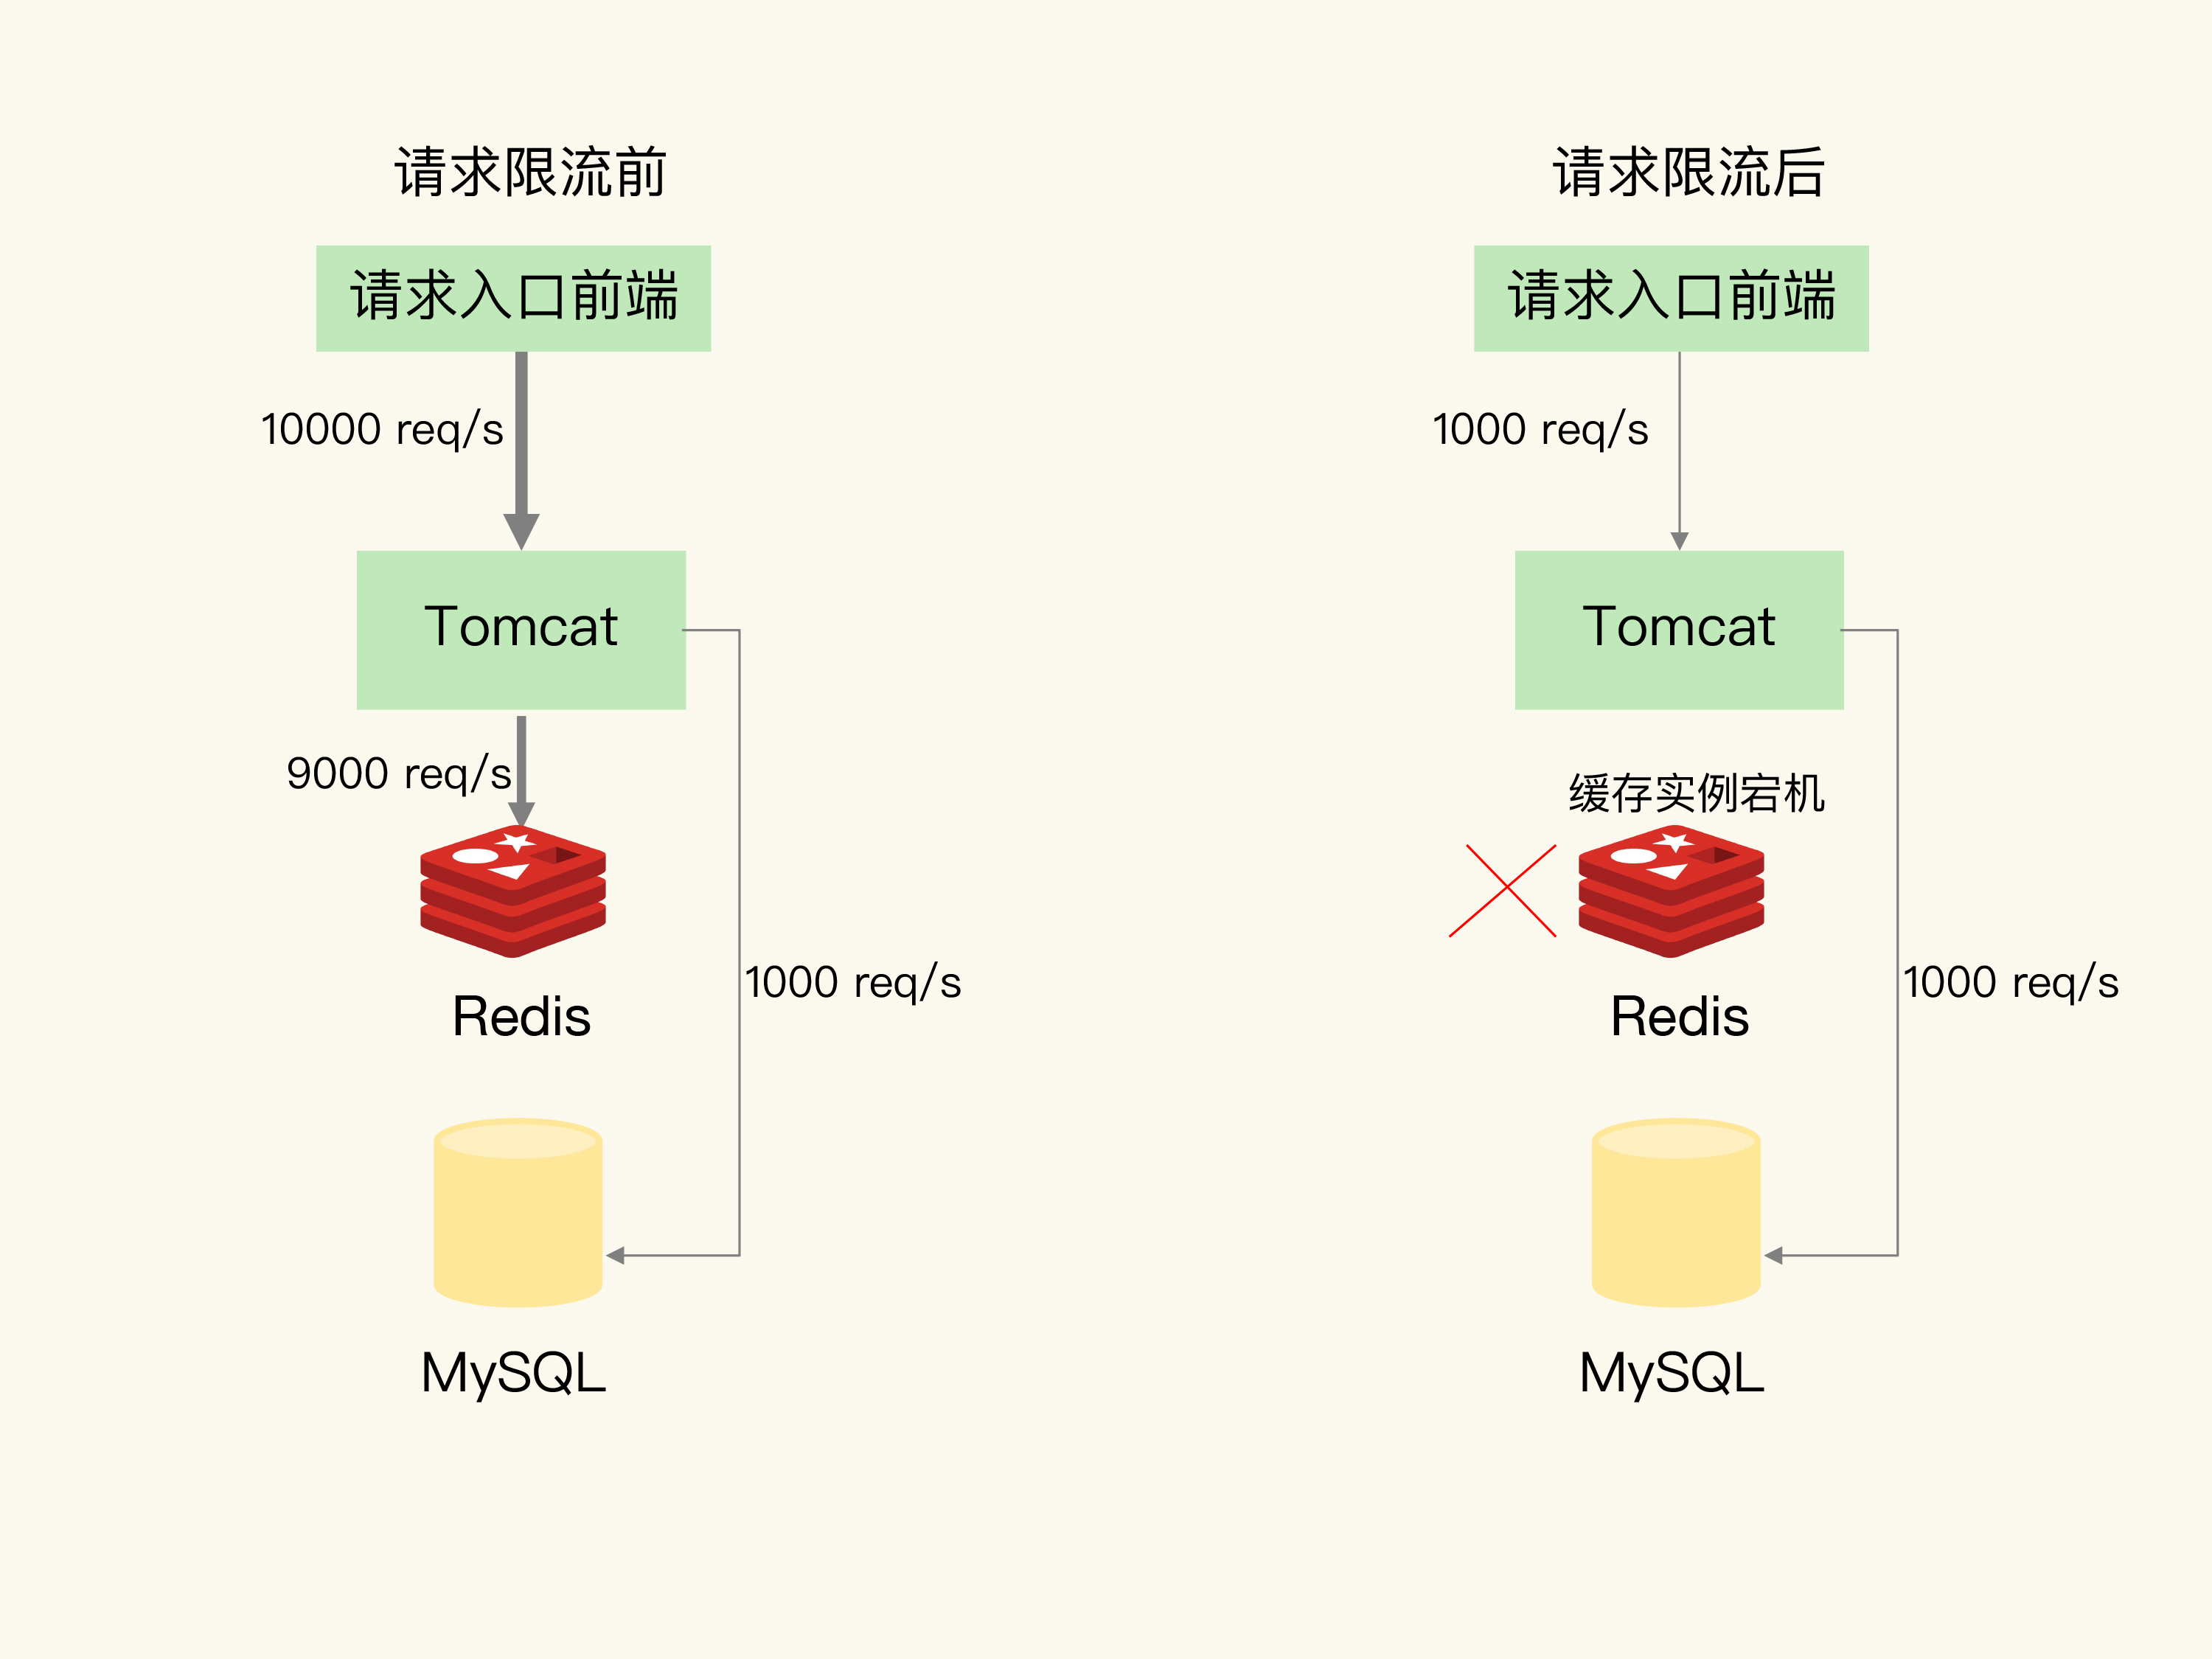 请求限流前
请求入口前端
10000 req/s
Tomcat
9000 req/s
Redis
1000 req/s
MySQL
请求限流后
请求入口前端
1000 req/s
Tomcat
缓存实例宕机
Redis
1000 req/s
MySQL